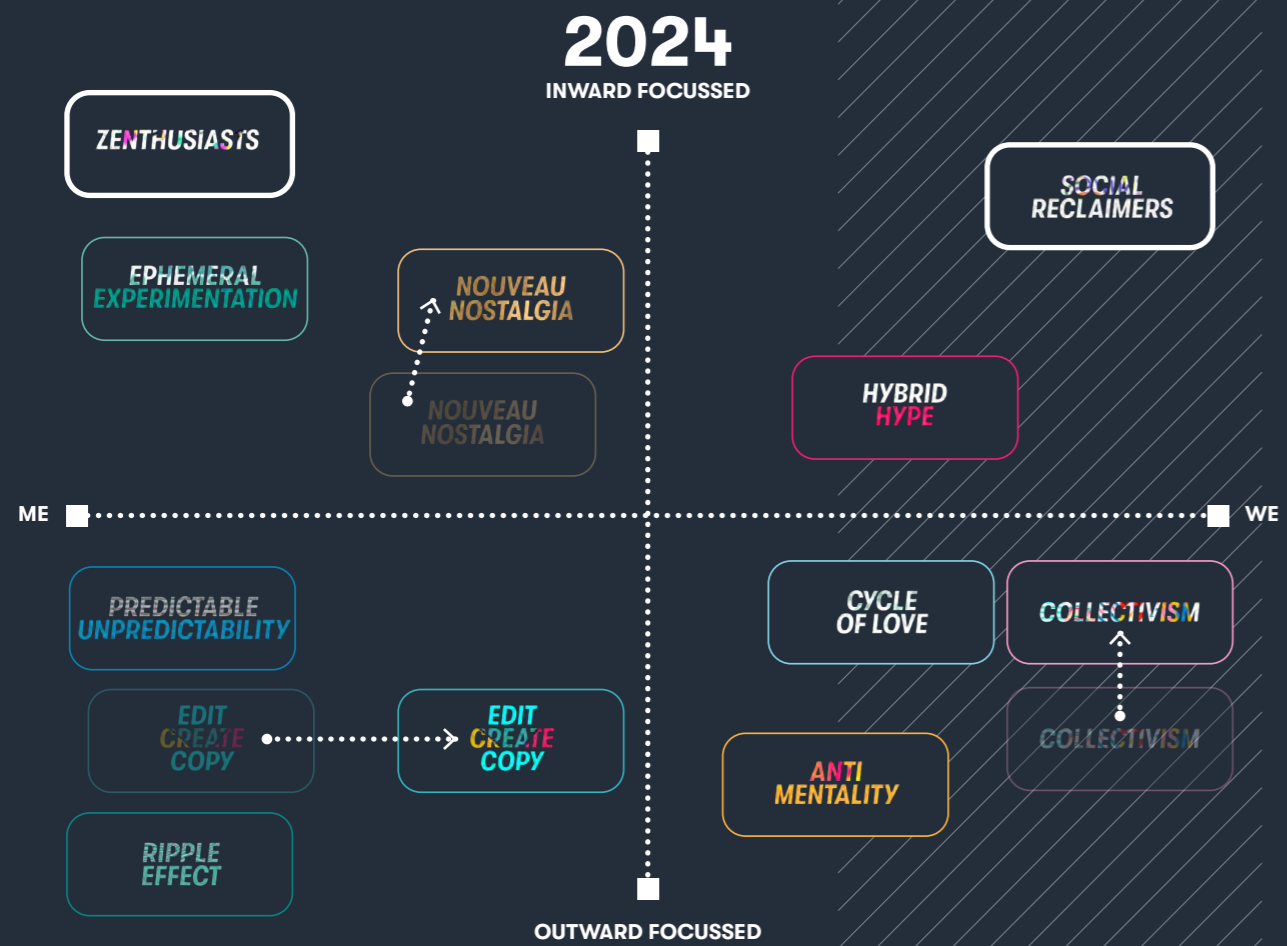 2024
INWARD FOCUSSED
ZENTHUSIASTS
SOCIAL
RECLAIMERS
EPHEMERAL
EXPERIMENTATION
NOUVEAU
NOSTALGIA
NOUVEAU
NOSTALGIA
HYBRID
HYPE
ME
WE
PREDICTABLE
UNPREDICTABILITY
CYCLE
OF LOVE
COLLECTIVISM
EDIT
CREATE
COPY
EDIT
CREATE
COPY
COLLECTIVISM
ANTI
MENTALITY
RIPPLE
EFFECT
OUTWARD FOCUSSED